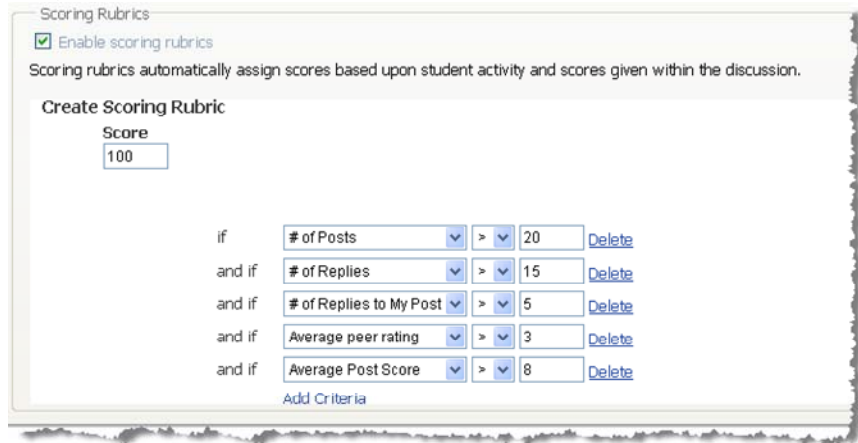 Scoring Rubrics
Enable scoring rubrics
Scoring rubrics automatically assign scores based upon student activity and scores given within the discussion.
Create Scoring Rubric
Score
100
if # of Posts > 20 Delete
and if # of Replies > 15 Delete
and if # of Replies to My Post > 5 Delete
and if Average peer rating > 3 Delete
and if Average Post Score > 8 Delete
Add Criteria